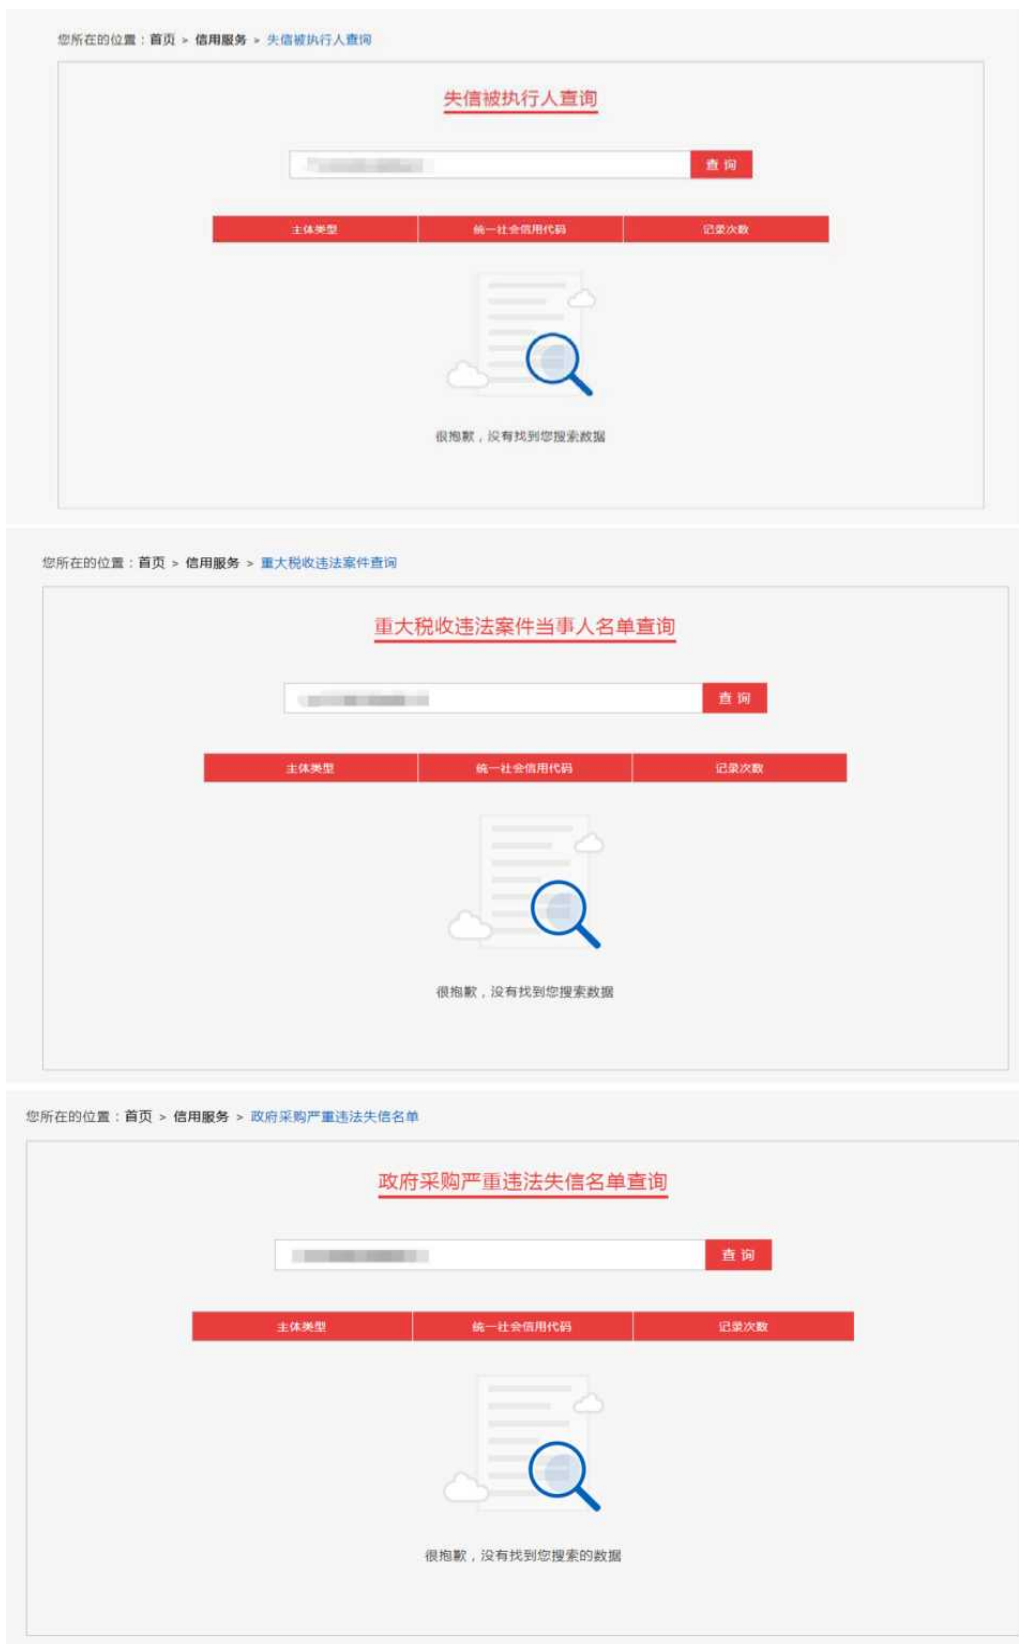 您所在的位置：首页 > 信用服务 > 失信被执行人查询
失信被执行人查询
查 询
主体类型 统一社会信用代码 记录次数
很抱歉，没有找到您搜索数据
您所在的位置：首页 > 信用服务 > 重大税收违法案件查询
重大税收违法案件当事人名单查询
查 询
主体类型 统一社会信用代码 记录次数
很抱歉，没有找到您搜索数据
您所在的位置：首页 > 信用服务 > 政府采购严重违法失信名单
政府采购严重违法失信名单查询
查 询
主体类型 统一社会信用代码 记录次数
很抱歉，没有找到您搜索的数据